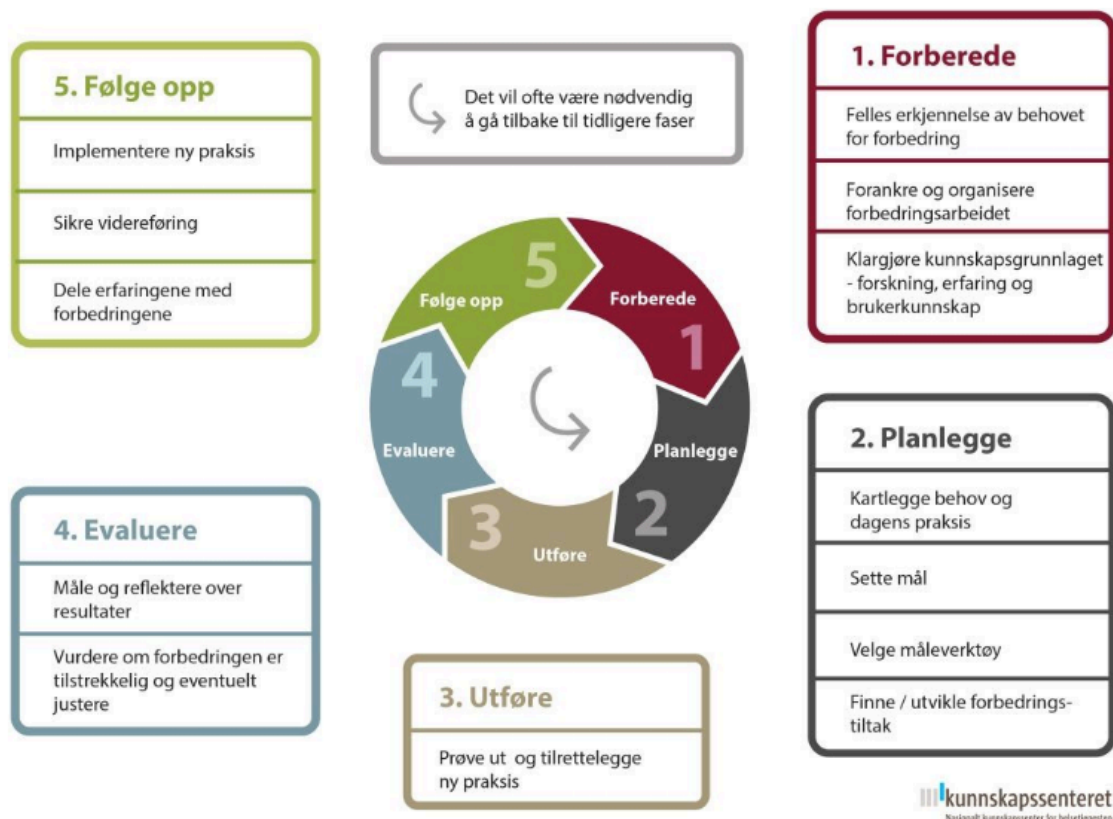 5. Følge opp
Implementere ny praksis
Sikre videreføring
Dele erfaringene med
forbedringene
Det vil ofte være nødvendig
å gå tilbake til tidligere faser
1. Forberede
Felles erkjennelse av behovet
for forbedring
Forankre og organisere
forbedringsarbeidet
Klargjøre kunnskapsgrunnlaget
- forskning, erfaring og
brukerkunnskap
5
Følge opp
Forberede
1
4
Evaluere
Planlegge
2
3
Utføre
2. Planlegge
Kartlegge behov og
dagens praksis
Sette mål
Velge måleverktøy
Finne / utvikle forbedrings-
tiltak
4. Evaluere
Måle og reflektere over
resultater
Vurdere om forbedringen er
tilstrekkelig og eventuelt
justere
3. Utføre
Prøve ut og tilrettelegge
ny praksis
kunnskapssenteret
Nasjonalt kunnskapssenter for helsetjenesten